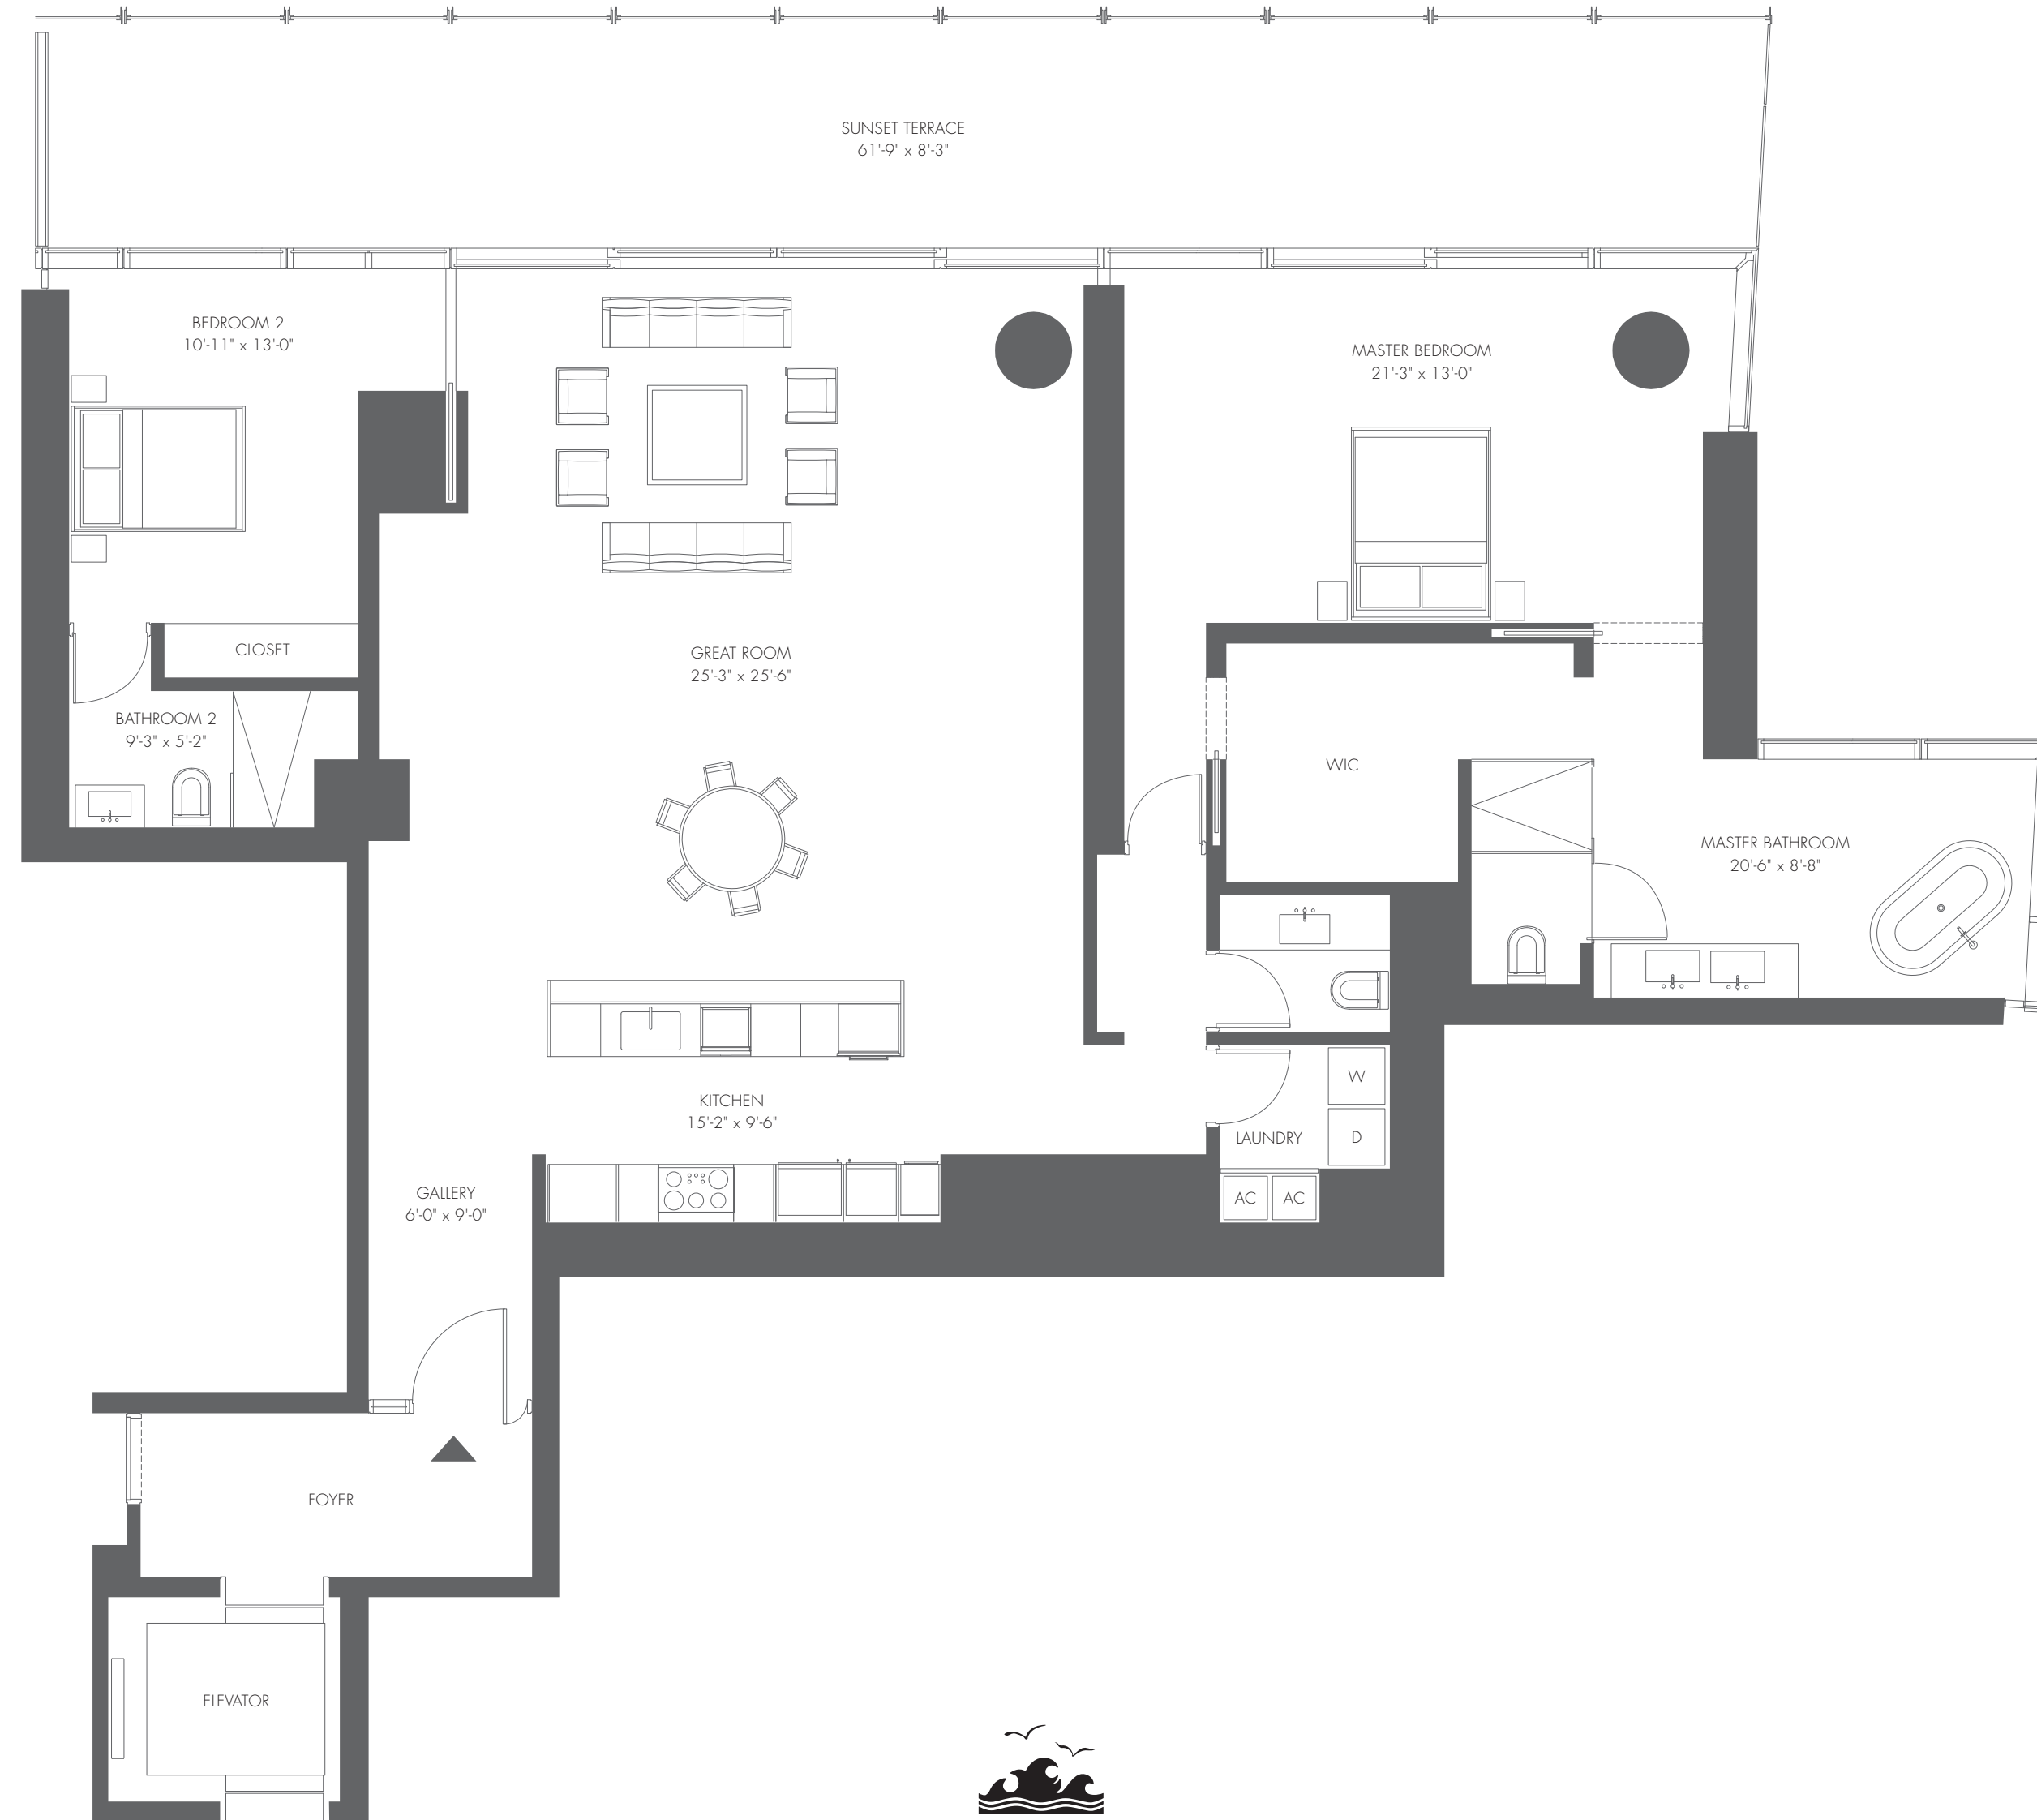 SUNSET TERRACE
61'-9" x 8'-3"
BEDROOM 2
10'-11" x 13'-0"
MASTER BEDROOM
21'-3" x 13'-0"
CLOSET
GREAT ROOM
25'-3" x 25'-6"
BATHROOM 2
9'-3" x 5'-2"
WIC
MASTER BATHROOM
20'-6" x 8'-8"
KITCHEN
15'-2" x 9'-6"
W
LAUNDRY
D
GALLERY
6'-0" x 9'-0"
AC
AC
FOYER
ELEVATOR